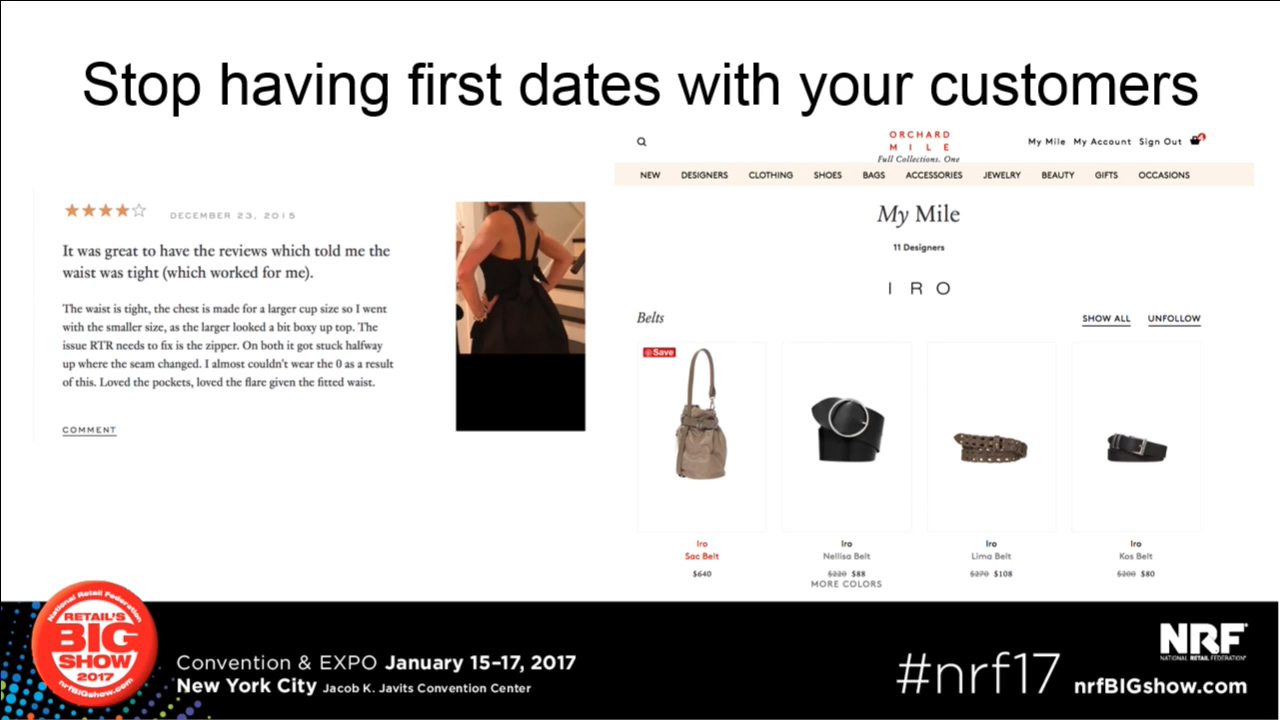 Stop having first dates with your customers
★★★★☆ DECEMBER 23, 2015
It was great to have the reviews which told me the
waist was tight (which worked for me).
The waist is tight, the chest is made for a larger cup size so I went
with the smaller size, as the larger looked a bit boxy up top. The
issue RTR needs to fix is the zipper. On both it got stuck halfway
up where the seam changed. I almost couldn't wear the 0 as a result
of this. Loved the pockets, loved the flare given the fitted waist.
COMMENT
ORCHARD
MILE
Full Collections. One
My Mile My Account Sign Out 4
NEW DESIGNERS CLOTHING SHOES BAGS ACCESSORIES JEWELRY BEAUTY GIFTS OCCASIONS
My Mile
11 Designers
IRO
Belts SHOW ALL UNFOLLOW
Save
Iro Iro Iro Iro
Sac Belt Nellisa Belt Lima Belt Kos Belt
$640 $220 $88 $270 $108 $200 $80
MORE COLORS
National Retail Federation
RETAIL'S
BIG
SHOW
2017
nrfBIGshow.com
Convention & EXPO January 15-17, 2017
New York City Jacob K. Javits Convention Center
#nrf17
NRF
NATIONAL RETAIL FEDERATION®
nrfBIGshow.com